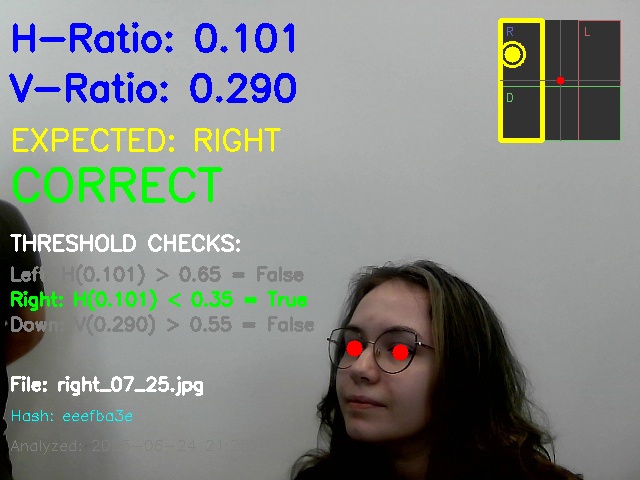 H-Ratio: 0.101
V-Ratio: 0.290
EXPECTED: RIGHT
CORRECT
THRESHOLD CHECKS:
Left: H(0.101) > 0.65 = False
Right: H(0.101) < 0.35 = True
Down: V(0.290) > 0.55 = False
File: right_07_25.jpg
Hash: eeefba3e
Analyzed:
R
L
D